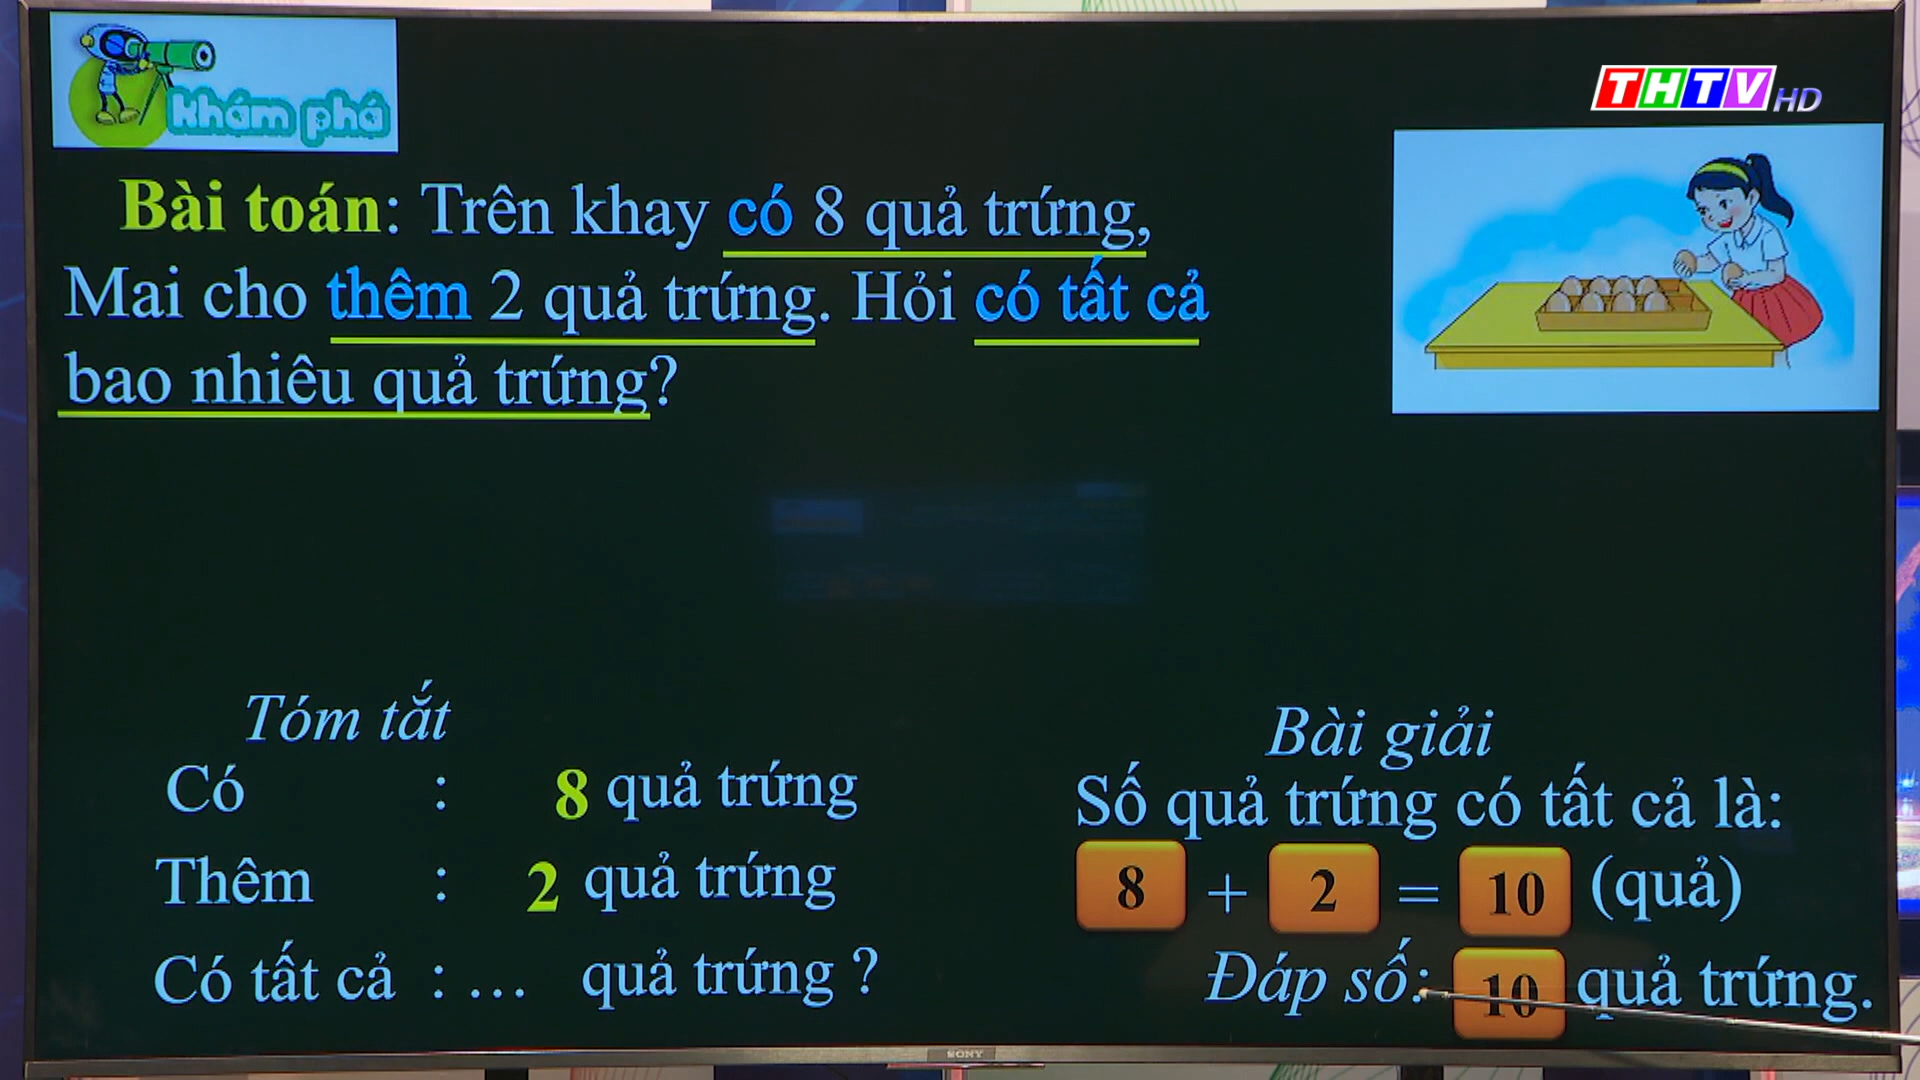 khám phá
THTV HD
Bài toán: Trên khay có 8 quả trứng,
Mai cho thêm 2 quả trứng. Hỏi có tất cả
bao nhiêu quả trứng?
Tóm tắt
Có : 8 quả trứng
Thêm : 2 quả trứng
Có tất cả : ... quả trứng ?
Bài giải
Số quả trứng có tất cả là:
8 + 2 = 10 (quả)
Đáp số: 10 quả trứng.
SONY